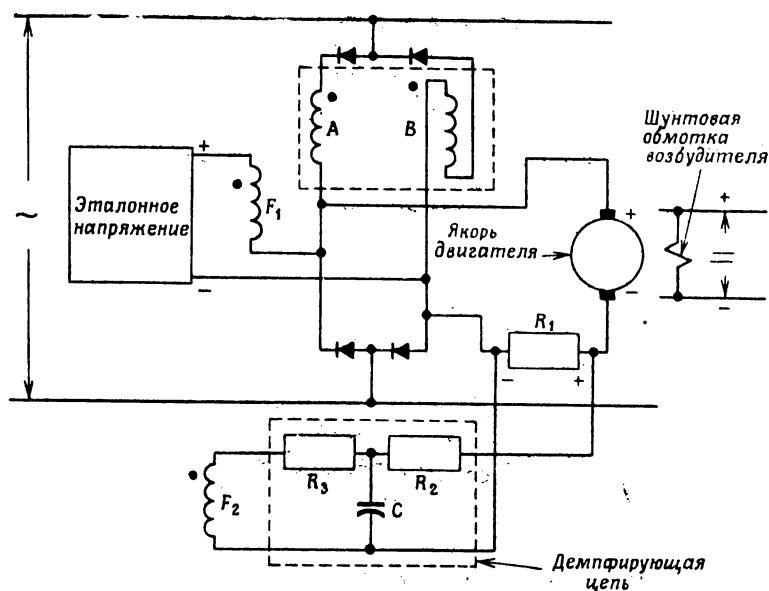 A
B
Шунтовая
обмотка
возбудителя
+
Эталонное
напряжение
F₁
~
Якорь
двигателя
+
−
+
=
−
−
R₁
−
+
R₃
R₂
F₂
C
Демпфирующая
цепь